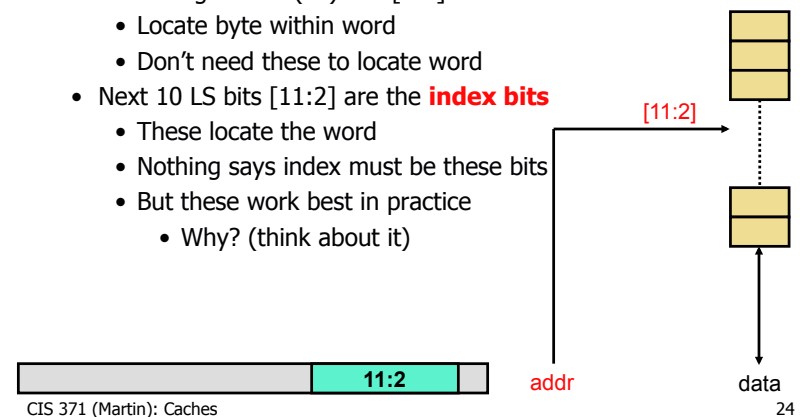 • Locate byte within word
• Don't need these to locate word
• Next 10 LS bits [11:2] are the index bits
• These locate the word
• Nothing says index must be these bits
• But these work best in practice
• Why? (think about it)
[11:2]
11:2
addr
data
CIS 371 (Martin): Caches
24